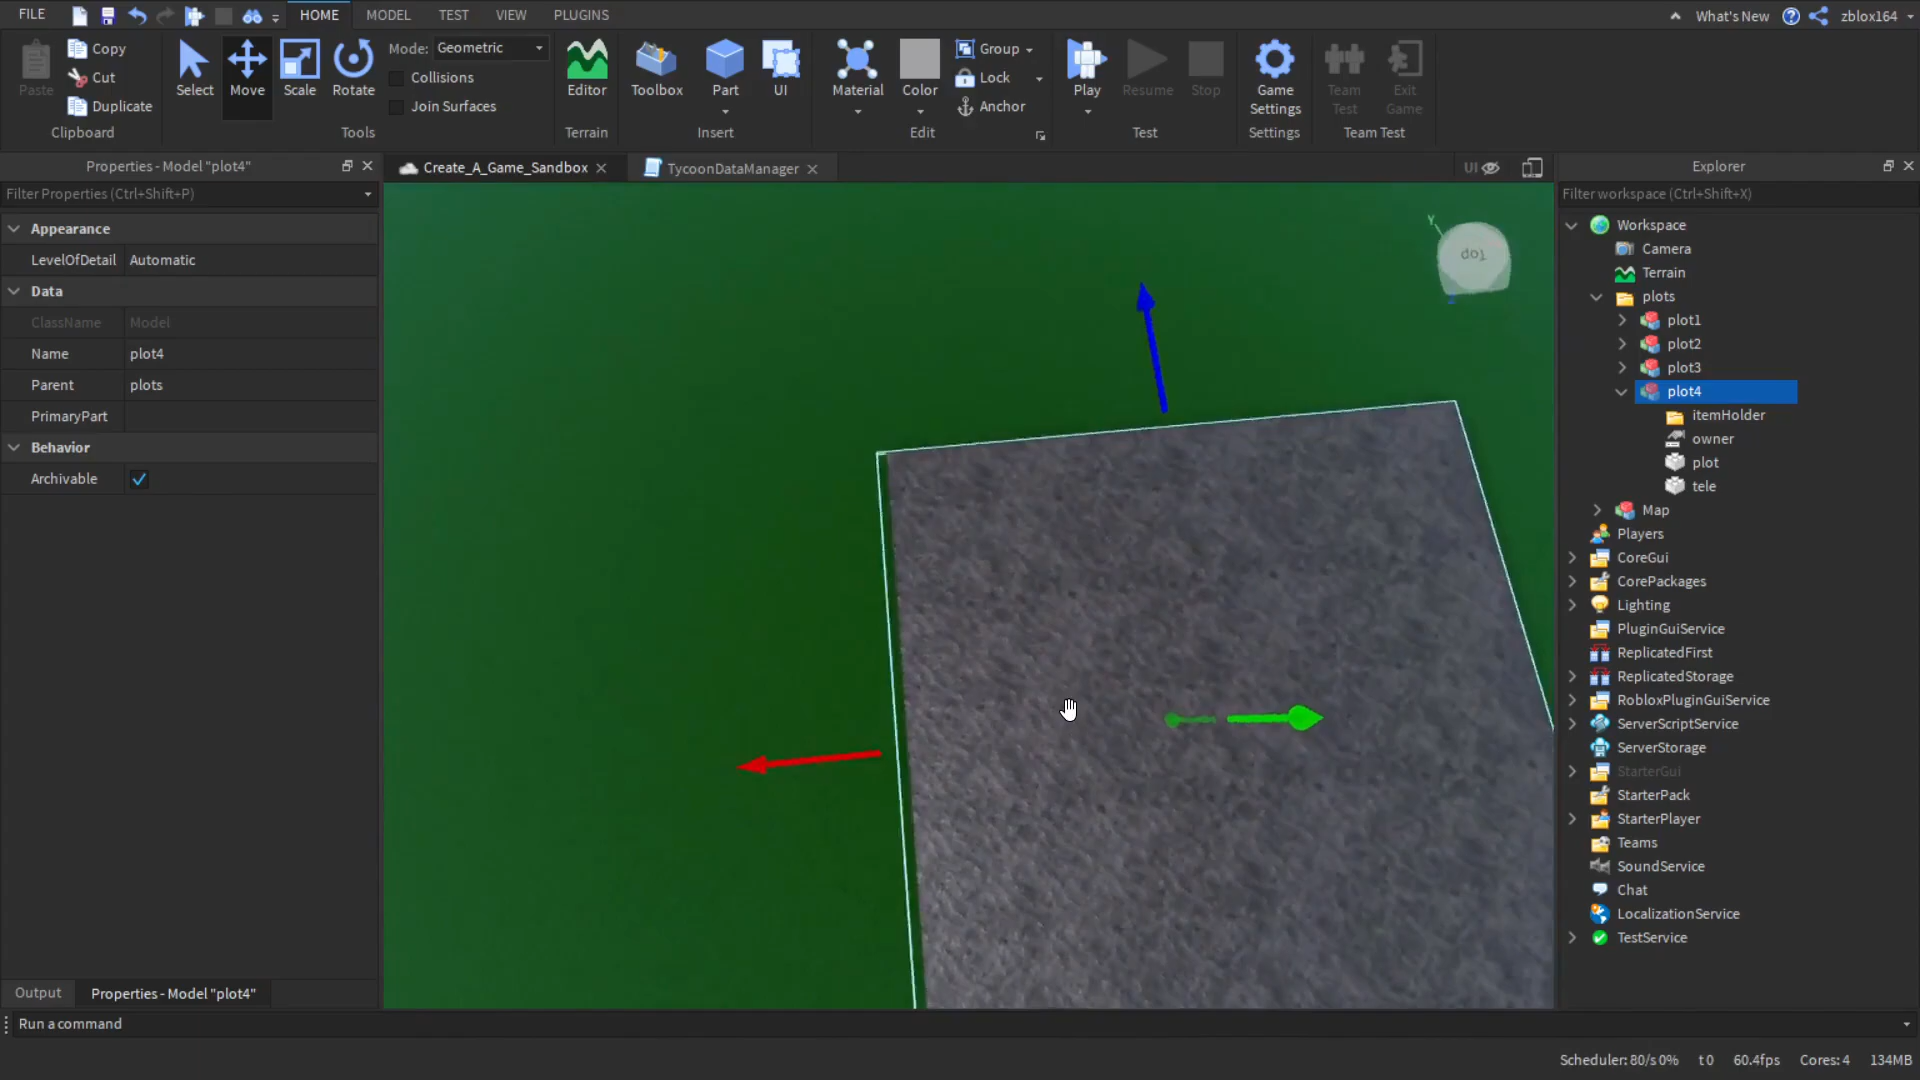 FILE
HOME
MODEL
TEST
VIEW
PLUGINS
What's New
zblox164
Paste
Copy
Cut
Duplicate
Clipboard
Select
Move
Scale
Rotate
Mode: Geometric
Collisions
Join Surfaces
Tools
Editor
Terrain
Toolbox
Part
UI
Insert
Material
Color
Group
Lock
Anchor
Edit
Play
Resume
Stop
Test
Game
Settings
Settings
Team
Test
Exit
Game
Team Test
Properties - Model "plot4"
Filter Properties (Ctrl+Shift+P)
Appearance
LevelOfDetail Automatic
Data
ClassName Model
Name plot4
Parent plots
PrimaryPart
Behavior
Archivable
Output
Properties - Model "plot4"
Create_A_Game_Sandbox
TycoonDataManager
UI
Y
Top
Explorer
Filter workspace (Ctrl+Shift+X)
Workspace
Camera
Terrain
plots
plot1
plot2
plot3
plot4
itemHolder
owner
plot
tele
Map
Players
CoreGui
CorePackages
Lighting
PluginGuiService
ReplicatedFirst
ReplicatedStorage
RobloxPluginGuiService
ServerScriptService
ServerStorage
StarterGui
StarterPack
StarterPlayer
Teams
SoundService
Chat
LocalizationService
TestService
Run a command
Scheduler: 80/s 0% t 0 60.4fps Cores: 4 134MB